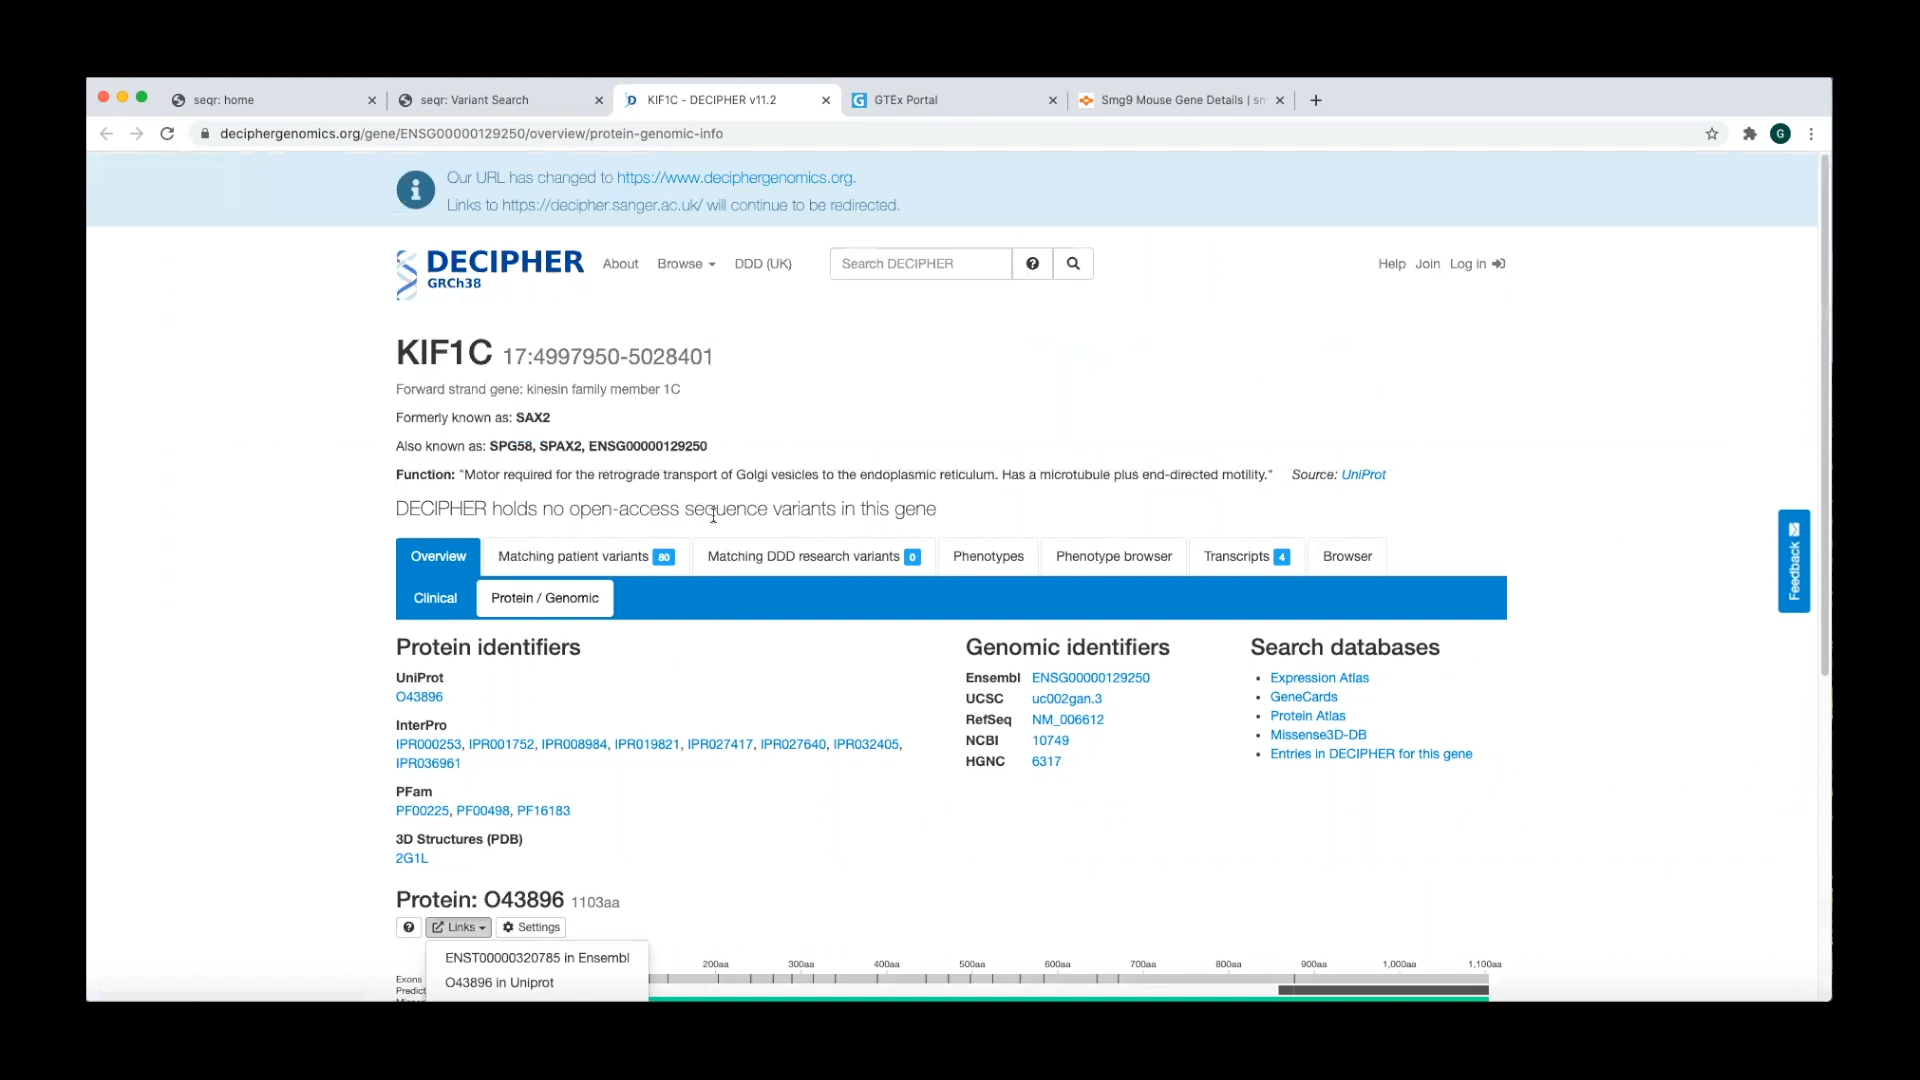 seqr: home
seqr: Variant Search
KIF1C - DECIPHER v11.2
GTEx Portal
Smg9 Mouse Gene Details | sm
deciphergenomics.org/gene/ENSG00000129250/overview/protein-genomic-info
G
Our URL has changed to https://www.deciphergenomics.org.
Links to https://decipher.sanger.ac.uk/ will continue to be redirected.
DECIPHER
GRCh38
About
Browse
DDD (UK)
Search DECIPHER
Help
Join
Log in
KIF1C 17:4997950-5028401
Forward strand gene: kinesin family member 1C
Formerly known as: SAX2
Also known as: SPG58, SPAX2, ENSG00000129250
Function: "Motor required for the retrograde transport of Golgi vesicles to the endoplasmic reticulum. Has a microtubule plus end-directed motility." Source: UniProt
DECIPHER holds no open-access sequence variants in this gene
Overview
Matching patient variants 80
Matching DDD research variants 0
Phenotypes
Phenotype browser
Transcripts 4
Browser
Feedback
Clinical
Protein / Genomic
Protein identifiers
UniProt
O43896
InterPro
IPR000253, IPR001752, IPR008984, IPR019821, IPR027417, IPR027640, IPR032405,
IPR036961
PFam
PF00225, PF00498, PF16183
3D Structures (PDB)
2G1L
Genomic identifiers
Ensembl ENSG00000129250
UCSC uc002gan.3
RefSeq NM_006612
NCBI 10749
HGNC 6317
Search databases
• Expression Atlas
• GeneCards
• Protein Atlas
• Missense3D-DB
• Entries in DECIPHER for this gene
Protein: O43896 1103aa
Links
Settings
ENST00000320785 in Ensembl
O43896 in Uniprot
200aa 300aa 400aa 500aa 600aa 700aa 800aa 900aa 1,000aa 1,100aa
Exons
Predict